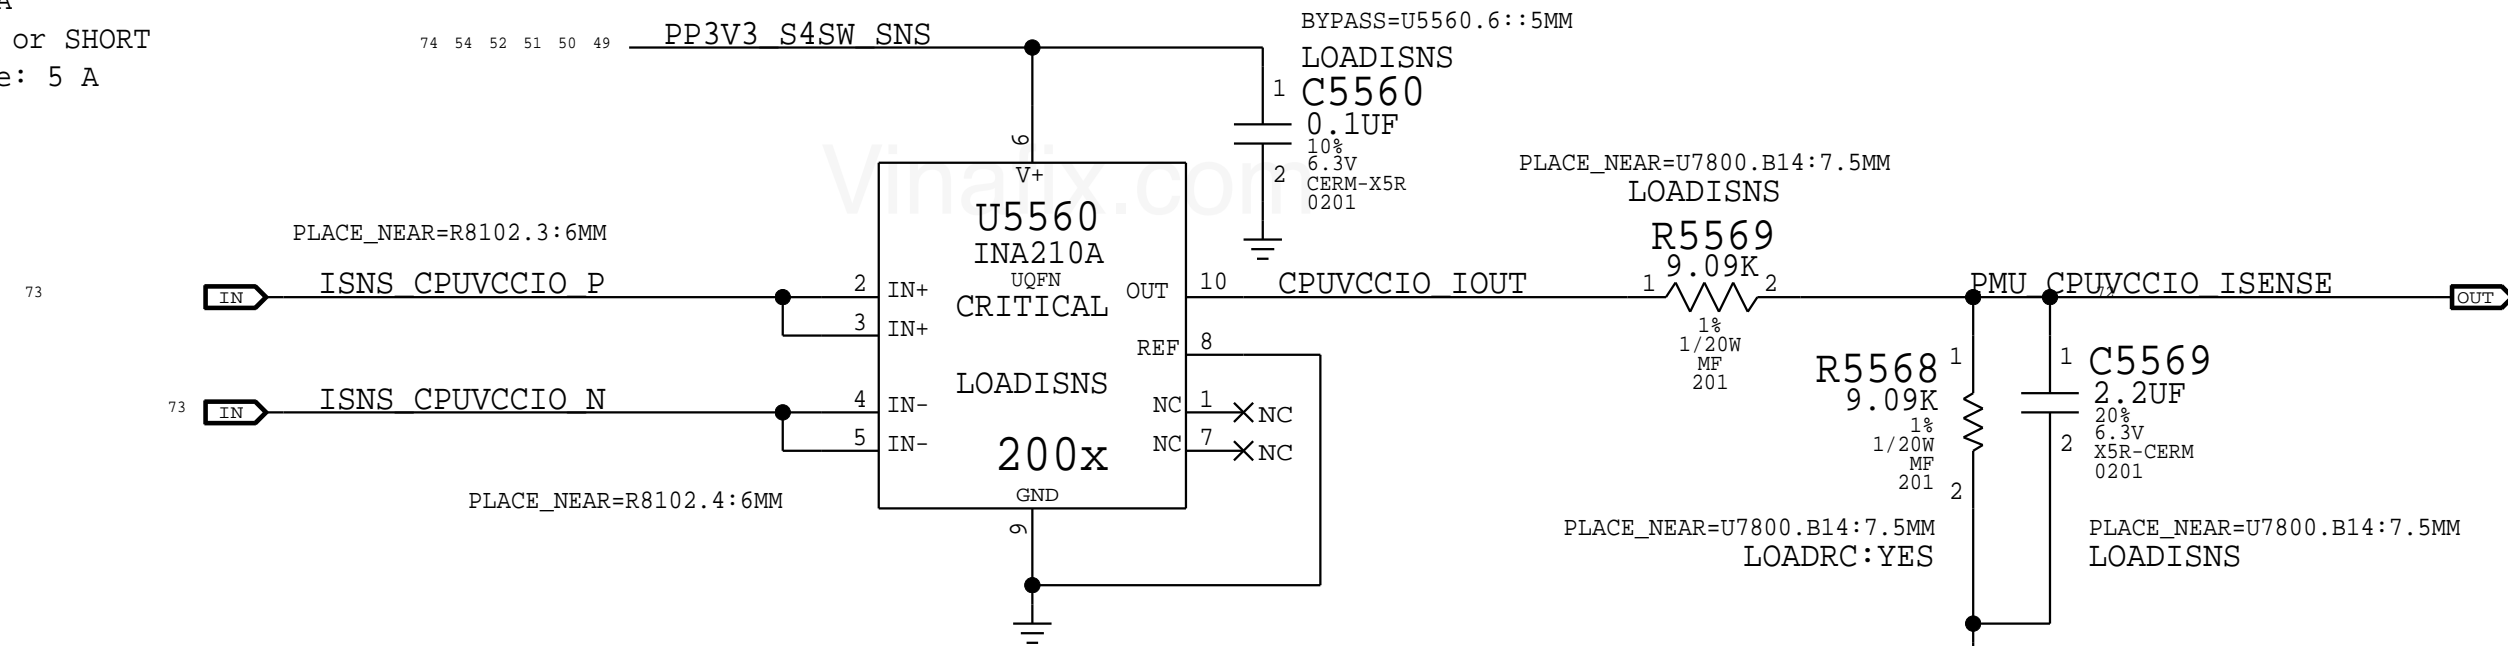 A
or SHORT
e: 5 A
74 54 52 51 50 49
PP3V3_S4SW_SNS
BYPASS=U5560.6::5MM
LOADISNS
1
C5560
0.1UF
10%
6.3V
2
CERM-X5R
0201
6
V+
U5560
INA210A
UQFN
CRITICAL
LOADISNS
200x
GND
9
Vinafix.com
PLACE_NEAR=R8102.3:6MM
73
IN
ISNS_CPUVCCIO_P
2
IN+
3
IN+
73
IN
ISNS_CPUVCCIO_N
4
IN-
5
IN-
PLACE_NEAR=R8102.4:6MM
OUT
10
CPUVCCIO_IOUT
REF
8
NC
1
NC
NC
7
NC
PLACE_NEAR=U7800.B14:7.5MM
LOADISNS
R5569
9.09K
1
2
1%
1/20W
MF
201
PMU_CPUVCCIO_ISENSE
72
OUT
R5568
1
9.09K
1%
1/20W
MF
201
2
PLACE_NEAR=U7800.B14:7.5MM
LOADRC:YES
1
C5569
2.2UF
20%
6.3V
2
X5R-CERM
0201
PLACE_NEAR=U7800.B14:7.5MM
LOADISNS